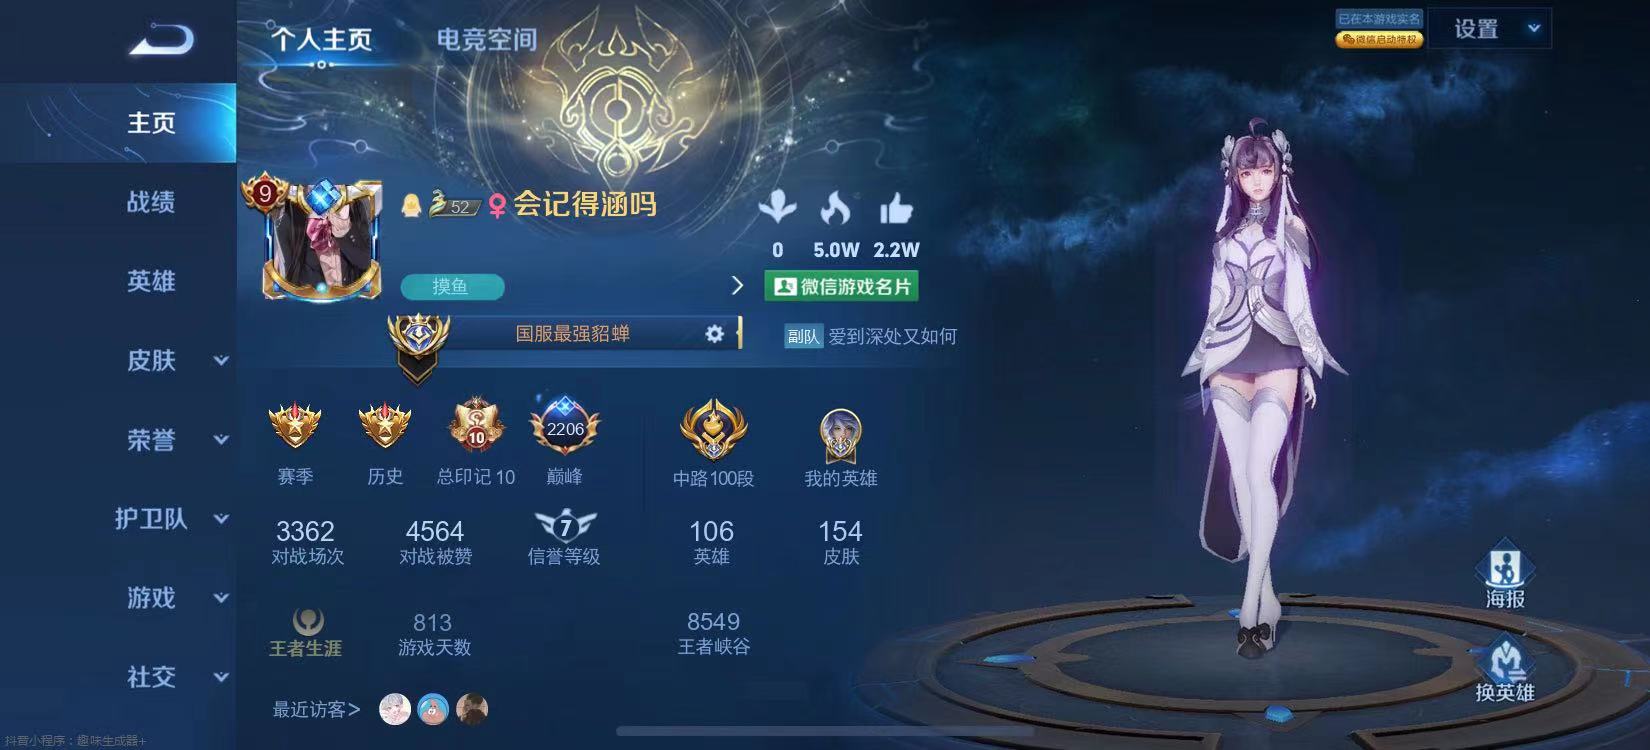 个人主页
电竞空间
已在本游戏实名
微信启动特权
设置
主页
战绩
英雄
皮肤
荣誉
护卫队
游戏
社交
9
52
会记得涵吗
摸鱼
0
5.0W
2.2W
微信游戏名片
国服最强貂蝉
副队
爱到深处又如何
10
2206
赛季
历史
总印记 10
巅峰
中路100段
我的英雄
3362
4564
7
106
154
对战场次
对战被赞
信誉等级
英雄
皮肤
813
8549
王者生涯
游戏天数
王者峡谷
最近访客>
海报
换英雄
抖音小程序：趣味生成器+